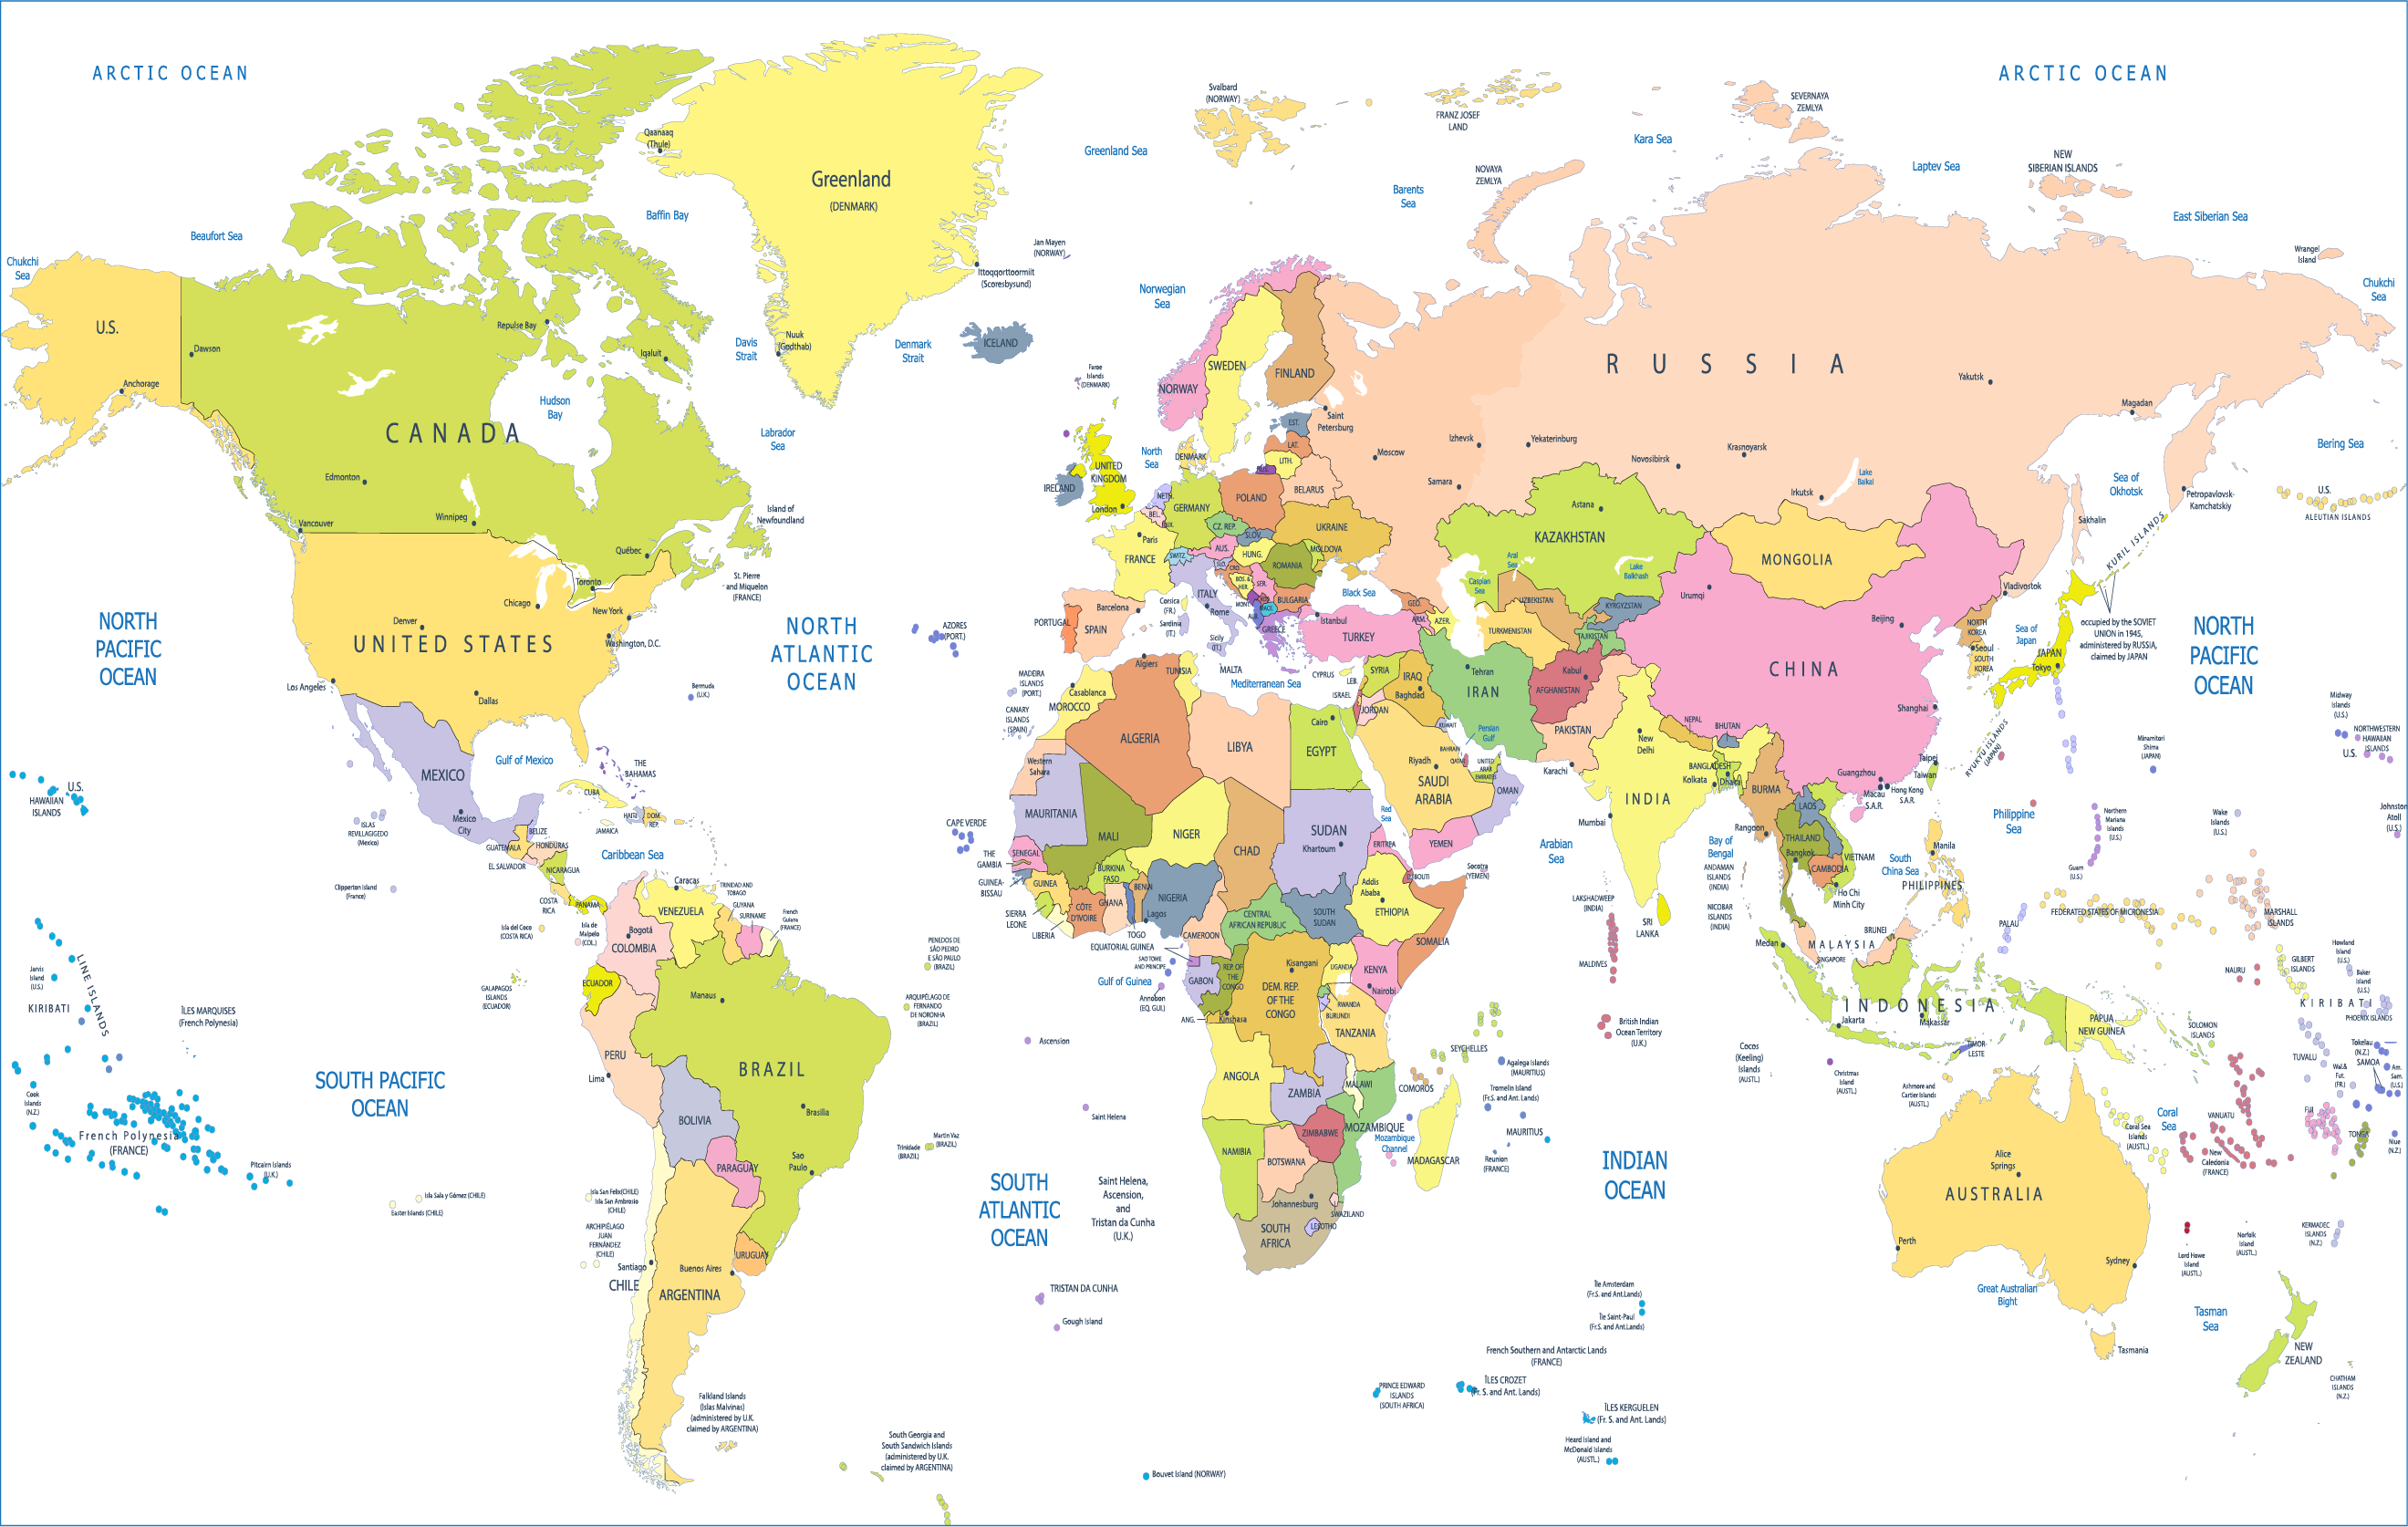 ARCTIC OCEAN
ARCTIC OCEAN
Svalbard
(NORWAY)
FRANZ JOSEF
LAND
SEVERNAYA
ZEMLYA
Qaanaaq
(Thule)
Greenland Sea
Kara Sea
Laptev Sea
NEW
SIBERIAN ISLANDS
Greenland
(DENMARK)
NOVAYA
ZEMLYA
Barents
Sea
Baffin Bay
East Siberian Sea
Beaufort Sea
Jan Mayen
(NORWAY)
Wrangel
Island
Chukchi
Sea
Chukchi
Sea
Ittoqqorttoormiit
(Scoresbysund)
Norwegian
Sea
U.S.
Dawson
Repulse Bay
Iqaluit
Davis
Strait
Nuuk
(Godthab)
Denmark
Strait
ICELAND
Anchorage
Faroe
Islands
(DENMARK)
NORWAY
SWEDEN
FINLAND
RUSSIA
Yakutsk
Magadan
Hudson
Bay
CANADA
Labrador
Sea
North
Sea
DENMARK
EST.
LAT.
LITH.
RUS.
Saint
Petersburg
Moscow
Izhevsk
Yekaterinburg
Krasnoyarsk
Novosibirsk
Samara
Irkutsk
Lake
Baikal
Bering Sea
Sea of
Okhotsk
Petropavlovsk-
Kamchatskiy
U.S.
ALEUTIAN ISLANDS
Sakhalin
KURIL ISLANDS
Edmonton
Winnipeg
Vancouver
Québec
Toronto
Island of
Newfoundland
St. Pierre
and Miquelon
(FRANCE)
UNITED
KINGDOM
IRELAND
London
NETH.
BEL.
LUX.
GERMANY
POLAND
BELARUS
CZ. REP.
SLOV.
UKRAINE
Paris
FRANCE
SWITZ.
AUS.
HUNG.
MOLDOVA
ROMANIA
SLO.
CRO.
BOS. &
HER.
SER.
MONT.
KOS.
MACE.
ALB.
BULGARIA
GREECE
ITALY
Rome
Corsica
(FR.)
Sardinia
(IT.)
Sicily
(IT.)
MALTA
Barcelona
SPAIN
PORTUGAL
Black Sea
Istanbul
TURKEY
GEO.
ARM.
AZER.
Caspian
Sea
Aral
Sea
Astana
KAZAKHSTAN
Lake
Balkhash
UZBEKISTAN
TURKMENISTAN
KYRGYZSTAN
TAJIKISTAN
MONGOLIA
Urumqi
CHINA
Beijing
Shanghai
Vladivostok
NORTH
KOREA
Seoul
SOUTH
KOREA
Sea of
Japan
JAPAN
Tokyo
occupied by the SOVIET
UNION in 1945,
administered by RUSSIA,
claimed by JAPAN
NORTH
PACIFIC
OCEAN
Chicago
New York
Denver
UNITED STATES
Washington, D.C.
Los Angeles
Dallas
NORTH
PACIFIC
OCEAN
NORTH
ATLANTIC
OCEAN
AZORES
(PORT.)
Bermuda
(U.K.)
MADEIRA
ISLANDS
(PORT.)
CANARY
ISLANDS
(SPAIN)
Algiers
TUNISIA
Casablanca
MOROCCO
Mediterranean Sea
CYPRUS
LEB.
ISRAEL
SYRIA
IRAQ
Baghdad
JORDAN
KUWAIT
Tehran
IRAN
Kabul
AFGHANISTAN
PAKISTAN
Karachi
Persian
Gulf
BAHRAIN
QATAR
UNITED
ARAB
EMIRATES
Riyadh
SAUDI
ARABIA
OMAN
YEMEN
Socotra
(YEMEN)
Red
Sea
Cairo
EGYPT
LIBYA
ALGERIA
Western
Sahara
MAURITANIA
MALI
NIGER
CHAD
SUDAN
Khartoum
ERITREA
DJIBOUTI
Addis
Ababa
ETHIOPIA
SOMALIA
SOUTH
SUDAN
CENTRAL
AFRICAN REPUBLIC
NIGERIA
Lagos
BENIN
TOGO
GHANA
BURKINA
FASO
CÔTE
D'IVOIRE
LIBERIA
SIERRA
LEONE
GUINEA
GUINEA-
BISSAU
THE
GAMBIA
SENEGAL
CAPE VERDE
CAMEROON
EQUATORIAL GUINEA
SAO TOME
AND PRINCIPE
Gulf of Guinea
Annobon
(EQ. GUI.)
GABON
REP. OF
THE
CONGO
DEM. REP.
OF THE
CONGO
Kisangani
Kinshasa
ANG.
UGANDA
KENYA
Nairobi
RWANDA
BURUNDI
TANZANIA
ANGOLA
ZAMBIA
MALAWI
MOZAMBIQUE
Mozambique
Channel
ZIMBABWE
NAMIBIA
BOTSWANA
Johannesburg
SWAZILAND
LESOTHO
SOUTH
AFRICA
COMOROS
MADAGASCAR
SEYCHELLES
Agalega Islands
(MAURITIUS)
Tromelin Island
(Fr.S. and Ant. Lands)
MAURITIUS
Reunion
(FRANCE)
New
Delhi
NEPAL
BHUTAN
BANGLADESH
Dhaka
Kolkata
INDIA
Mumbai
Arabian
Sea
Bay of
Bengal
SRI
LANKA
LAKSHADWEEP
(INDIA)
MALDIVES
ANDAMAN
ISLANDS
(INDIA)
NICOBAR
ISLANDS
(INDIA)
British Indian
Ocean Territory
(U.K.)
BURMA
Rangoon
LAOS
THAILAND
Bangkok
CAMBODIA
VIETNAM
Ho Chi
Minh City
Guangzhou
Macau
S.A.R.
Hong Kong
S.A.R.
Taipei
Taiwan
RYUKYU ISLANDS
(JAPAN)
Philippine
Sea
South
China Sea
Manila
PHILIPPINES
BRUNEI
MALAYSIA
SINGAPORE
Medan
INDONESIA
Jakarta
Makassar
TIMOR
LESTE
PAPUA
NEW GUINEA
PALAU
FEDERATED STATES OF MICRONESIA
MARSHALL
ISLANDS
Guam
(U.S.)
Northern
Mariana
Islands
(U.S.)
Minamitori
Shima
(JAPAN)
Midway
Islands
(U.S.)
NORTHWESTERN
HAWAIIAN
ISLANDS
U.S.
Wake
Islands
(U.S.)
Johnston
Atoll
(U.S.)
NAURU
GILBERT
ISLANDS
Howland
Island
(U.S.)
Baker
Island
(U.S.)
KIRIBATI
PHOENIX ISLANDS
SOLOMON
ISLANDS
TUVALU
Tokelau
(N.Z.)
SAMOA
Am.
Sam.
(U.S.)
Wal.&
Fut.
(FR.)
FIJI
TONGA
Niue
(N.Z.)
VANUATU
New
Caledonia
(FRANCE)
Coral
Sea
Coral Sea
Islands
(AUSTL.)
Cocos
(Keeling)
Islands
(AUSTL.)
Christmas
Island
(AUSTL.)
Ashmore and
Cartier Islands
(AUSTL.)
Alice
Springs
AUSTRALIA
Perth
Sydney
Great Australian
Bight
Tasmania
Tasman
Sea
Lord Howe
Island
(AUSTL.)
Norfolk
Island
(AUSTL.)
KERMADEC
ISLANDS
(N.Z.)
NEW
ZEALAND
CHATHAM
ISLANDS
(N.Z.)
INDIAN
OCEAN
Île Amsterdam
(Fr.S. and Ant.Lands)
Île Saint-Paul
(Fr.S. and Ant.Lands)
French Southern and Antarctic Lands
(FRANCE)
PRINCE EDWARD
ISLANDS
(SOUTH AFRICA)
ÎLES CROZET
(Fr. S. and Ant. Lands)
ÎLES KERGUELEN
(Fr. S. and Ant. Lands)
Heard Island and
McDonald Islands
(AUSTL.)
Bouvet Island (NORWAY)
U.S.
HAWAIIAN
ISLANDS
MEXICO
Mexico
City
Gulf of Mexico
ISLAS
REVILLAGIGEDO
(Mexico)
Clipperton Island
(France)
THE
BAHAMAS
CUBA
JAMAICA
HAITI
DOM.
REP.
BELIZE
GUATEMALA
HONDURAS
EL SALVADOR
NICARAGUA
COSTA
RICA
PANAMA
Caribbean Sea
TRINIDAD AND
TOBAGO
Isla del Coco
(COSTA RICA)
Isla de
Malpelo
(COL.)
Caracas
VENEZUELA
GUYANA
SURINAME
French
Guiana
(FRANCE)
Bogotá
COLOMBIA
ECUADOR
GALAPAGOS
ISLANDS
(ECUADOR)
PERU
Lima
Manaus
BRAZIL
Brasilia
Sao
Paulo
BOLIVIA
PARAGUAY
URUGUAY
Buenos Aires
ARGENTINA
Santiago
CHILE
PENEDOS DE
SÃO PEDRO
E SÃO PAULO
(BRAZIL)
ARQUIPÉLAGO DE
FERNANDO
DE NORONHA
(BRAZIL)
Martin Vaz
(BRAZIL)
Trinidade
(BRAZIL)
Ascension
Saint Helena
SOUTH
ATLANTIC
OCEAN
Saint Helena,
Ascension,
and
Tristan da Cunha
(U.K.)
TRISTAN DA CUNHA
Gough Island
Falkland Islands
(Islas Malvinas)
(administered by U.K.
claimed by ARGENTINA)
South Georgia and
South Sandwich Islands
(administered by U.K.
claimed by ARGENTINA)
Jarvis
Island
(U.S.)
LINE ISLANDS
KIRIBATI
ÎLES MARQUISES
(French Polynesia)
Cook
Islands
(N.Z.)
French Polynesia
(FRANCE)
Pitcairn Islands
(U.K.)
SOUTH PACIFIC
OCEAN
Isla Sala y Gómez (CHILE)
Easter Islands (CHILE)
Isla San Felix(CHILE)
Isla San Ambrosio
(CHILE)
ARCHIPIÉLAGO
JUAN
FERNÁNDEZ
(CHILE)